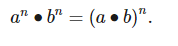 aⁿ • bⁿ = (a • b)ⁿ.